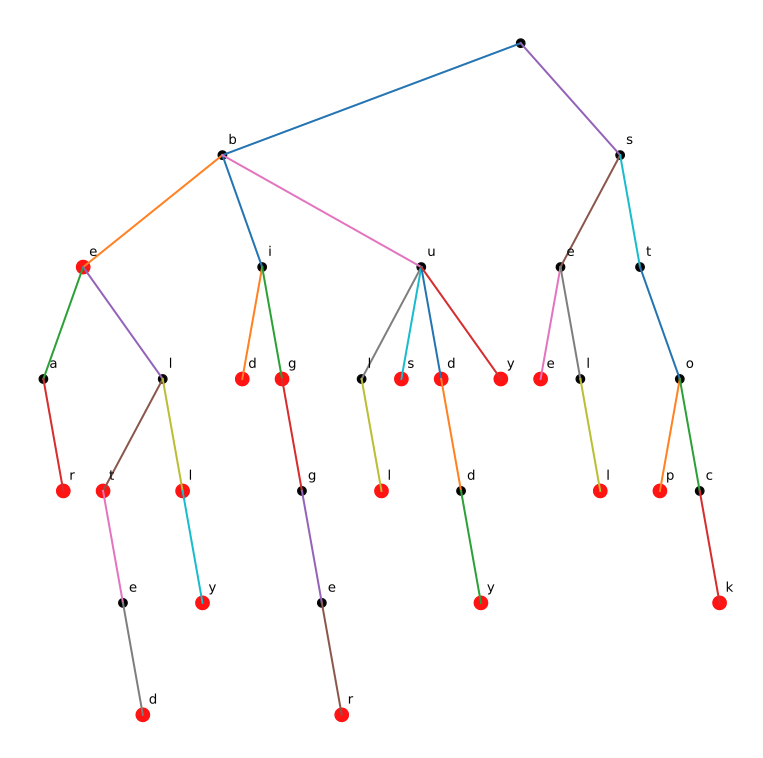 b s
e i u e t
a l d g l s d y e l o
r t l g l d l p c
e y e y k
d r